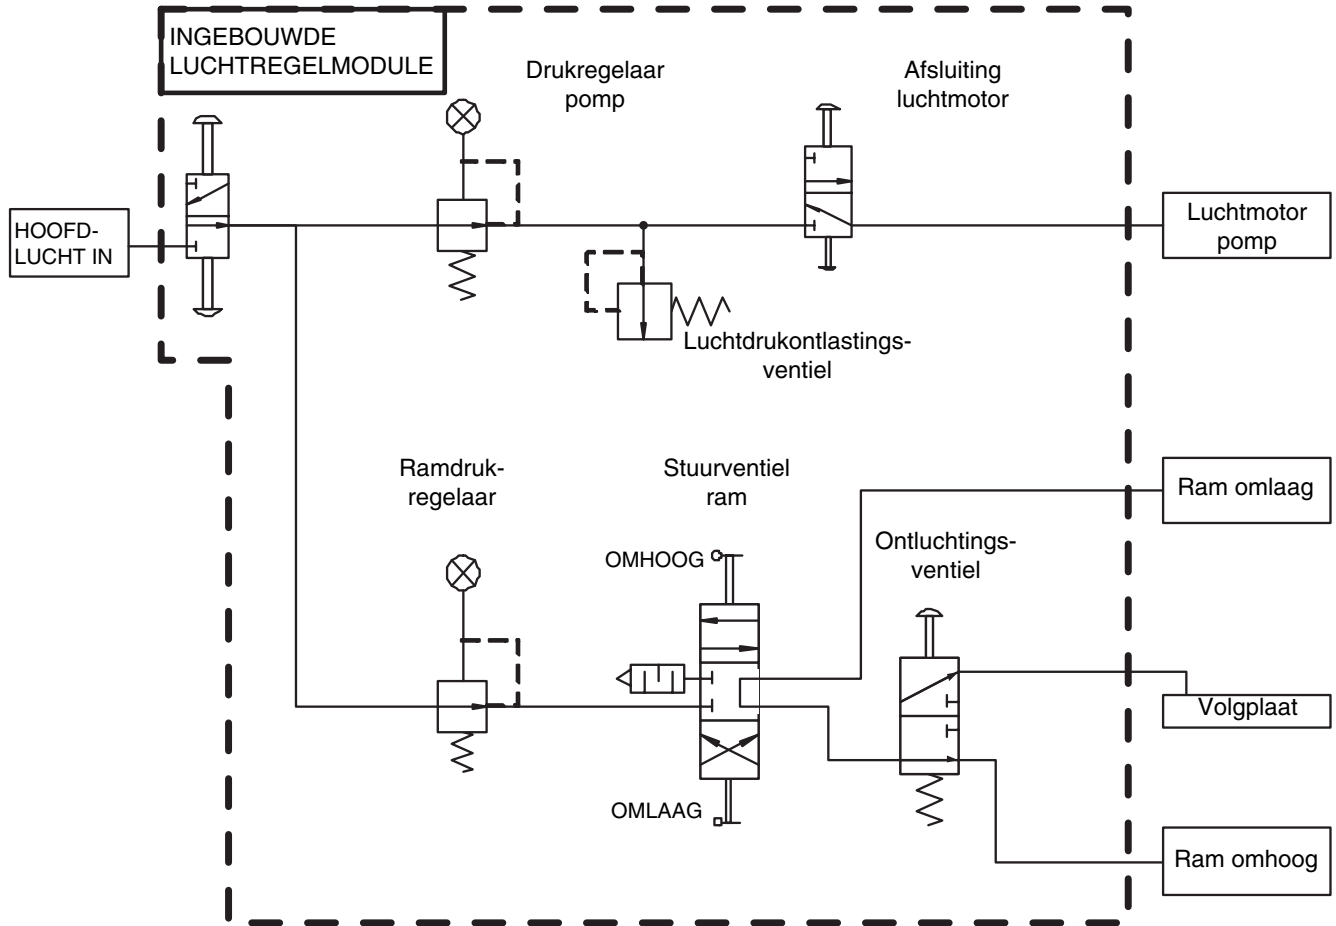 INGEBOUWDE
LUCHTREGELMODULE
Drukregelaar
pomp
Afsluiting
luchtmotor
HOOFD-
LUCHT IN
Luchtmotor
pomp
Luchtdrukontlastings-
ventiel
Ramdruk-
regelaar
Stuurventiel
ram
Ram omlaag
OMHOOG
Ontluchtings-
ventiel
Volgplaat
OMLAAG
Ram omhoog